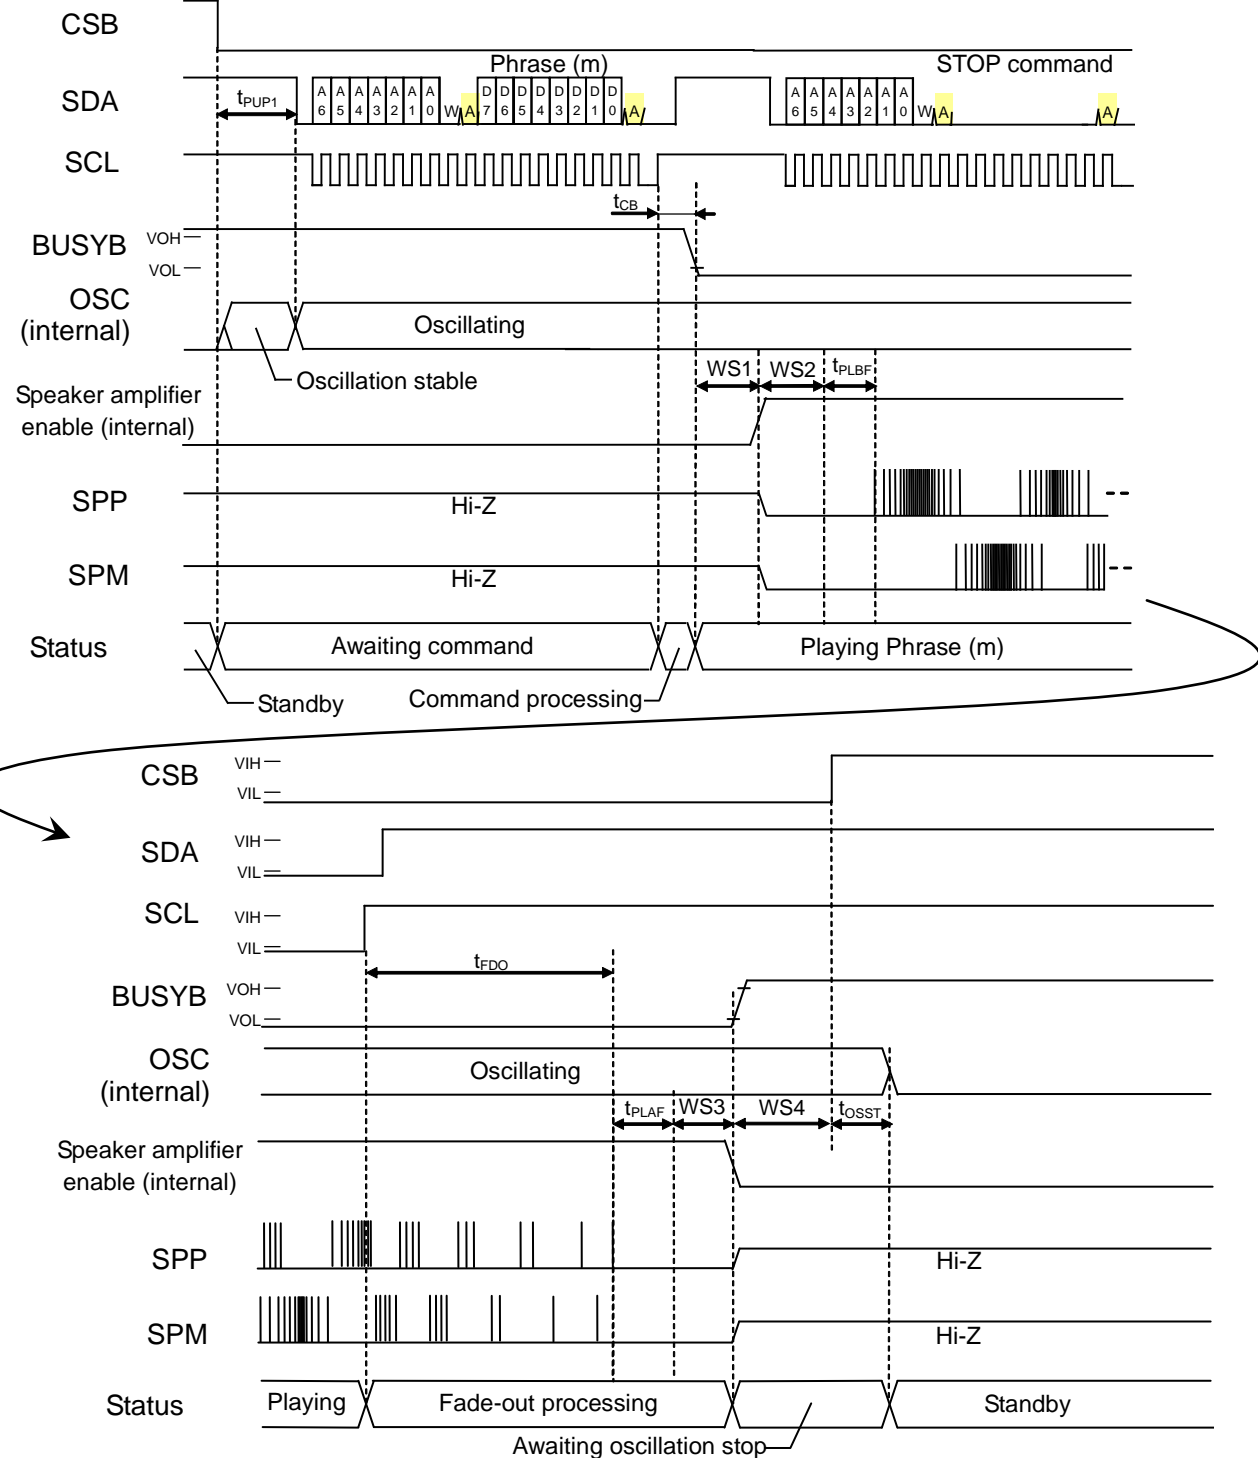 CSB
Phrase (m)
STOP command
SDA
tPUP1
A6 A5 A4 A3 A2 A1 A0 W A D7 D6 D5 D4 D3 D2 D1 D0 A
A6 A5 A4 A3 A2 A1 A0 W A
A
SCL
tCB
BUSYB
VOH
VOL
OSC
(internal)
Oscillating
Oscillation stable
WS1
WS2
tPLBF
Speaker amplifier
enable (internal)
SPP
Hi-Z
SPM
Hi-Z
Status
Awaiting command
Playing Phrase (m)
Standby
Command processing
CSB
VIH
VIL
SDA
VIH
VIL
SCL
VIH
VIL
tFDO
BUSYB
VOH
VOL
OSC
(internal)
Oscillating
tPLAF
WS3
WS4
tOSST
Speaker amplifier
enable (internal)
SPP
Hi-Z
SPM
Hi-Z
Status
Playing
Fade-out processing
Standby
Awaiting oscillation stop